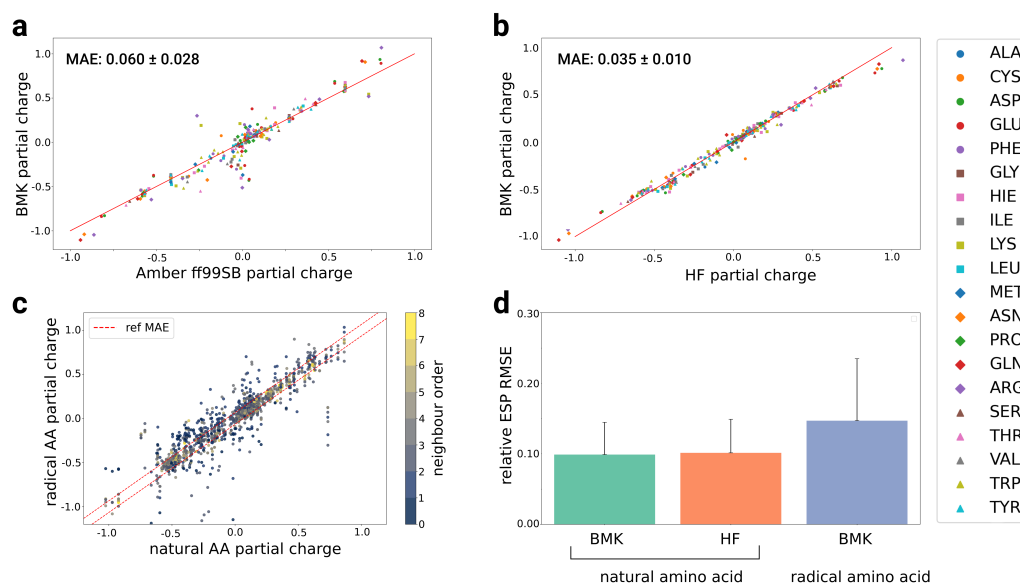 a
MAE: 0.060 ± 0.028
BMK partial charge
1.0
0.5
0.0
-0.5
-1.0
-1.0
-0.5
0.0
0.5
1.0
Amber ff99SB partial charge
b
MAE: 0.035 ± 0.010
BMK partial charge
1.0
0.5
0.0
-0.5
-1.0
-1.0
-0.5
0.0
0.5
1.0
HF partial charge
ALA
CYS
ASP
GLU
PHE
GLY
HIE
ILE
LYS
LEU
MET
ASN
PRO
GLN
ARG
SER
THR
VAL
TRP
TYR
c
ref MAE
radical AA partial charge
1.0
0.5
0.0
-0.5
-1.0
-1.0
-0.5
0.0
0.5
1.0
natural AA partial charge
8
7
6
5
4
3
2
1
0
neighbour order
d
relative ESP RMSE
0.30
0.20
0.10
0.00
BMK
HF
BMK
natural amino acid
radical amino acid